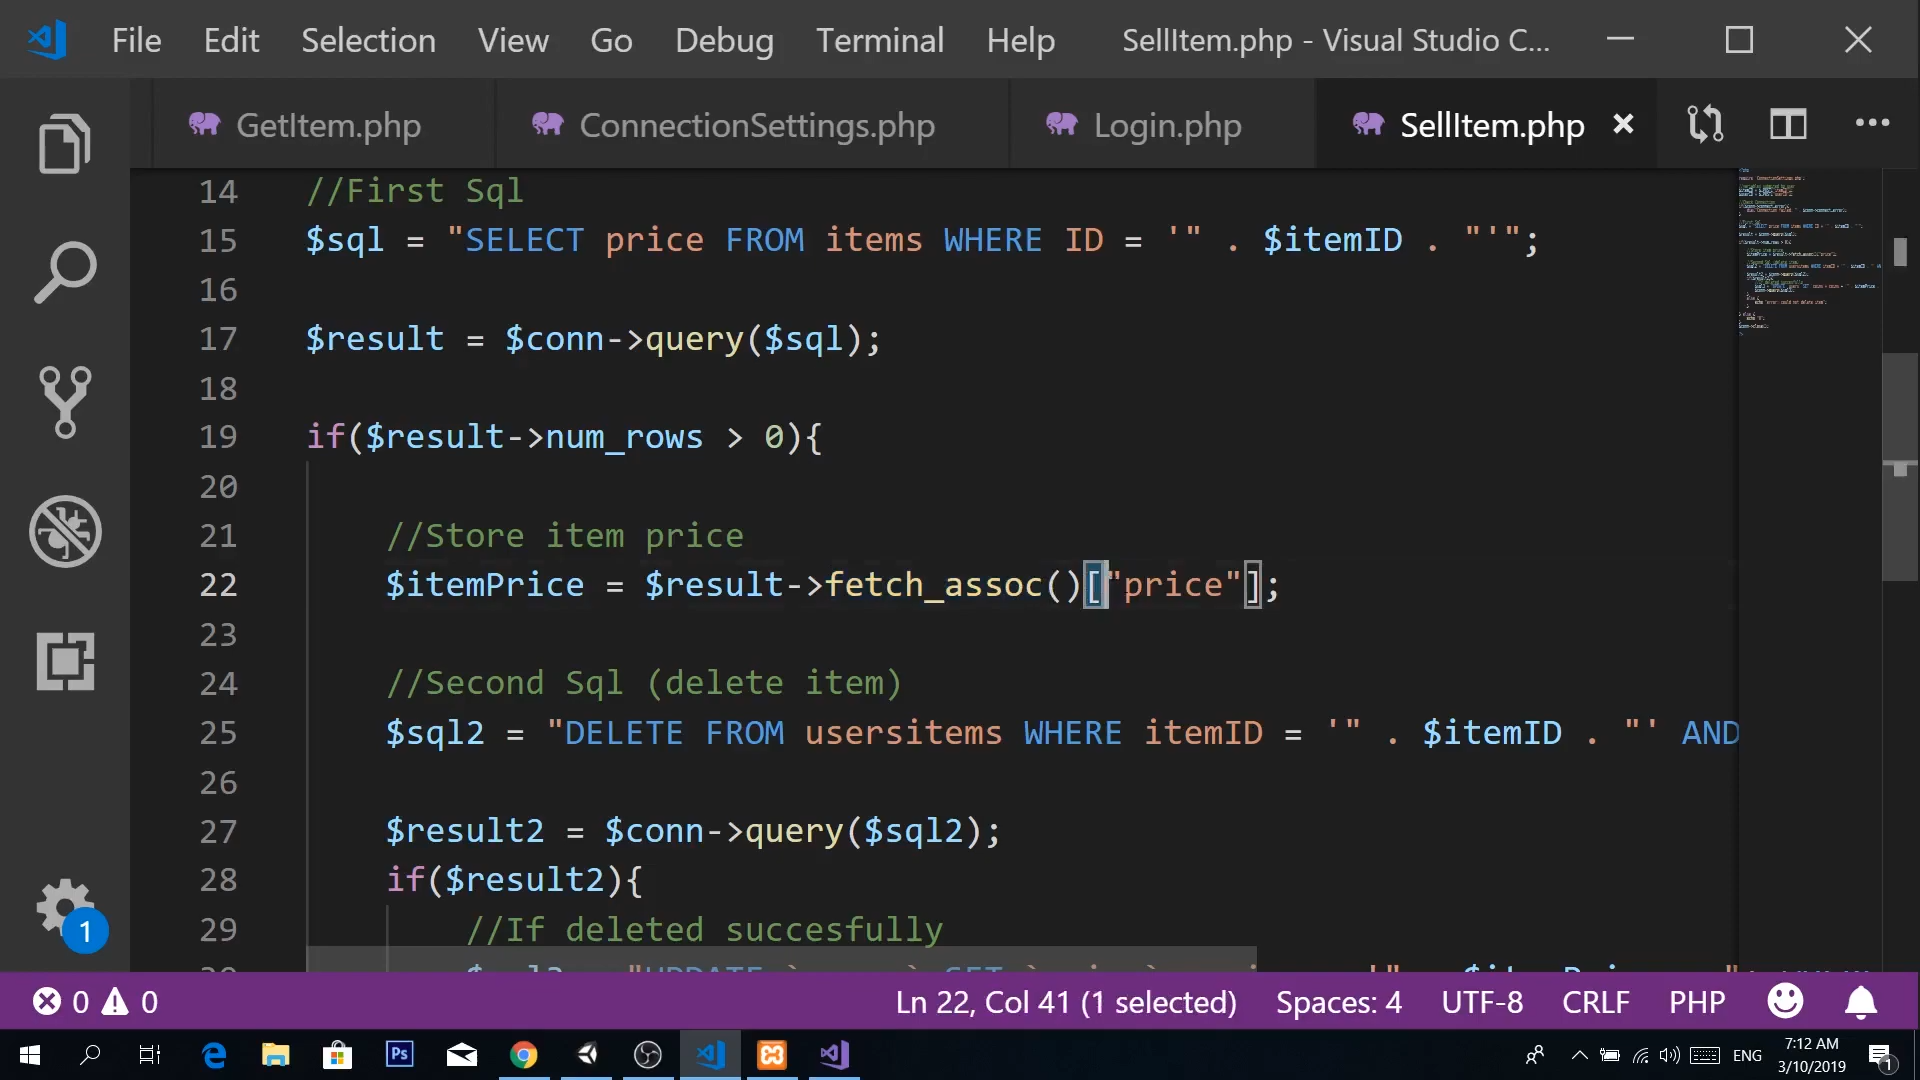 File Edit Selection View Go Debug Terminal Help SellItem.php - Visual Studio C...
GetItem.php ConnectionSettings.php Login.php SellItem.php
14 //First Sql
15 $sql = "SELECT price FROM items WHERE ID = '" . $itemID . "'";
16
17 $result = $conn->query($sql);
18
19 if($result->num_rows > 0){
20
21 //Store item price
22 $itemPrice = $result->fetch_assoc()["price"];
23
24 //Second Sql (delete item)
25 $sql2 = "DELETE FROM usersitems WHERE itemID = '" . $itemID . "' AND
26
27 $result2 = $conn->query($sql2);
28 if($result2){
29 //If deleted succesfully
1
0 0 Ln 22, Col 41 (1 selected) Spaces: 4 UTF-8 CRLF PHP
Ps ENG 7:12 AM
3/10/2019 1